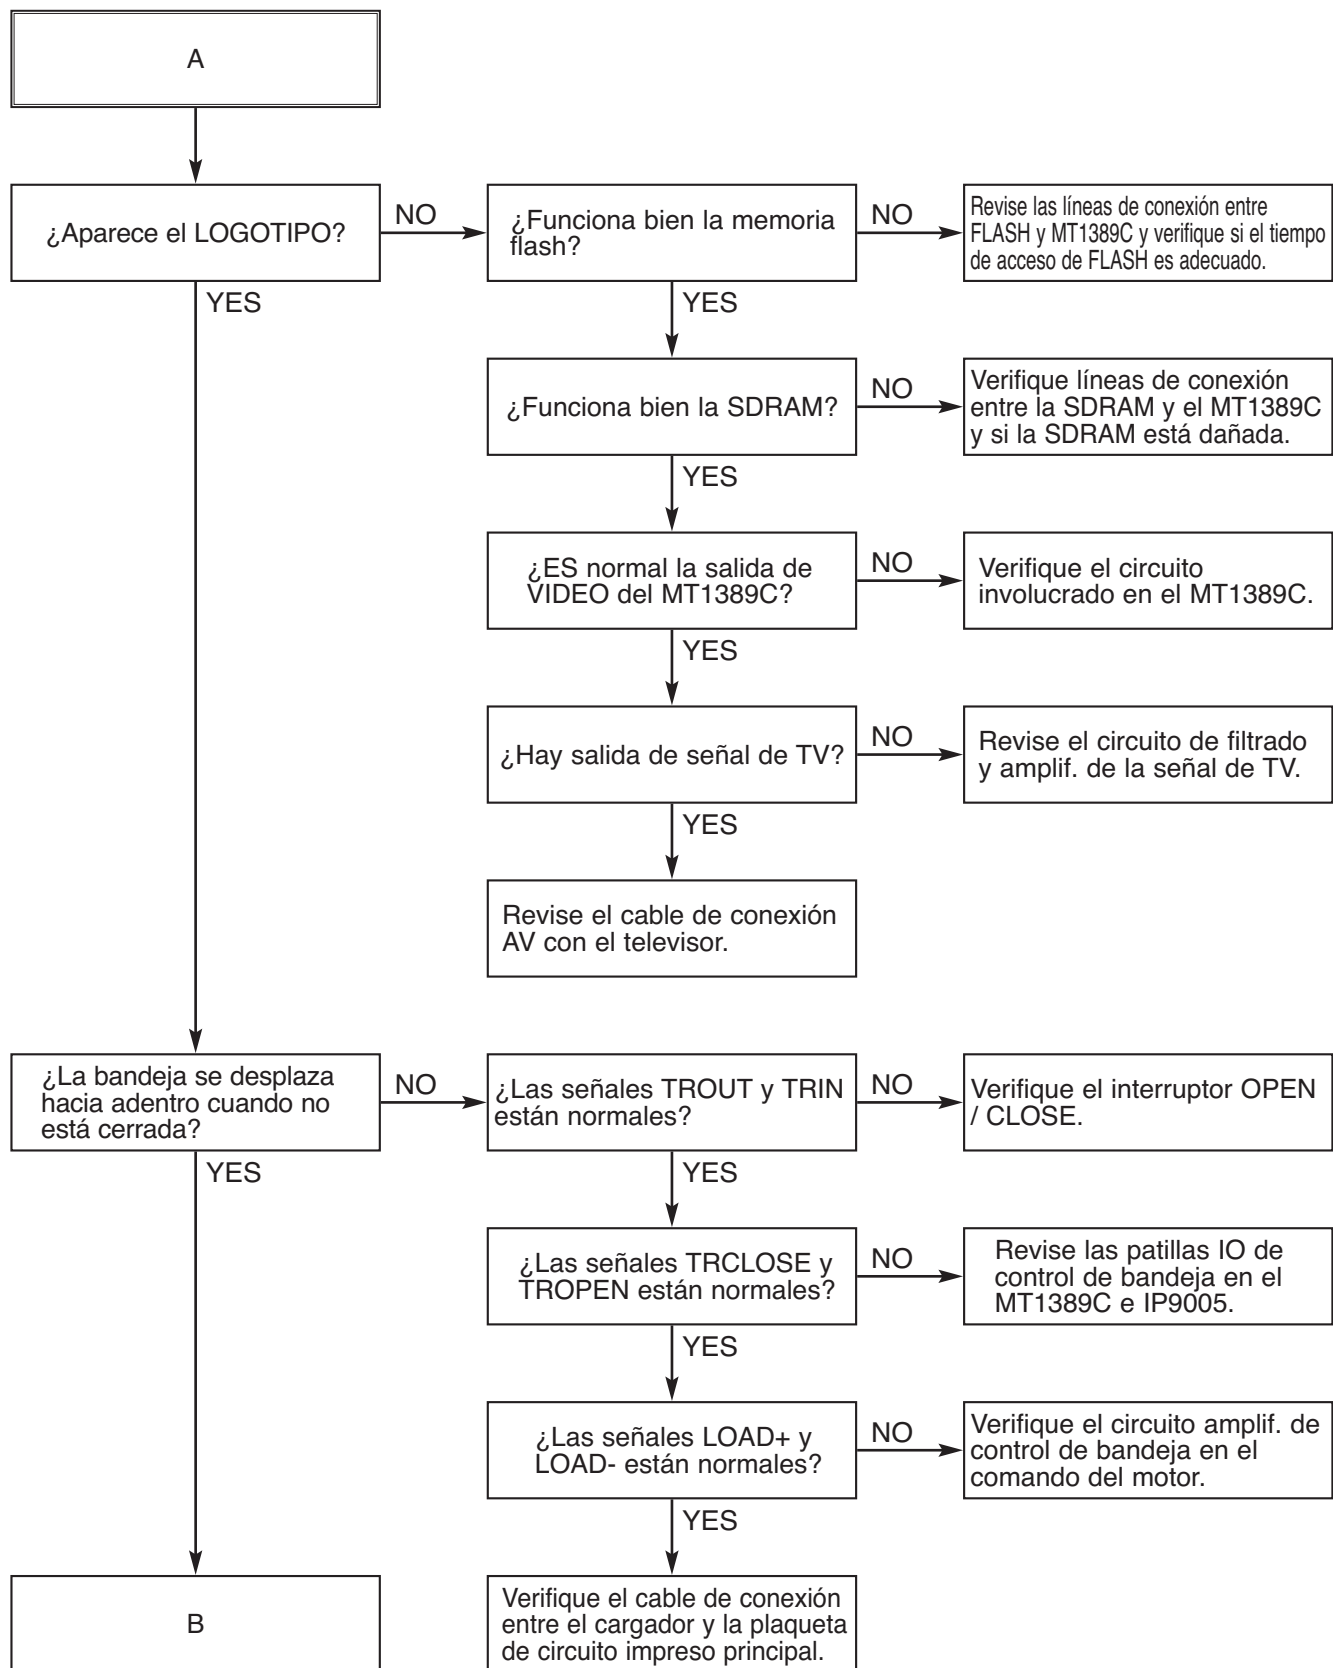 A
¿Aparece el LOGOTIPO?
NO
¿Funciona bien la memoria
flash?
NO
Revise las líneas de conexión entre
FLASH y MT1389C y verifique si el tiempo
de acceso de FLASH es adecuado.
YES
YES
¿Funciona bien la SDRAM?
NO
Verifique líneas de conexión
entre la SDRAM y el MT1389C
y si la SDRAM está dañada.
YES
¿ES normal la salida de
VIDEO del MT1389C?
NO
Verifique el circuito
involucrado en el MT1389C.
YES
¿Hay salida de señal de TV?
NO
Revise el circuito de filtrado
y amplif. de la señal de TV.
YES
Revise el cable de conexión
AV con el televisor.
¿La bandeja se desplaza
hacia adentro cuando no
está cerrada?
NO
¿Las señales TROUT y TRIN
están normales?
NO
Verifique el interruptor OPEN
/ CLOSE.
YES
YES
¿Las señales TRCLOSE y
TROPEN están normales?
NO
Revise las patillas IO de
control de bandeja en el
MT1389C e IP9005.
YES
¿Las señales LOAD+ y
LOAD- están normales?
NO
Verifique el circuito amplif. de
control de bandeja en el
comando del motor.
YES
B
Verifique el cable de conexión
entre el cargador y la plaqueta
de circuito impreso principal.